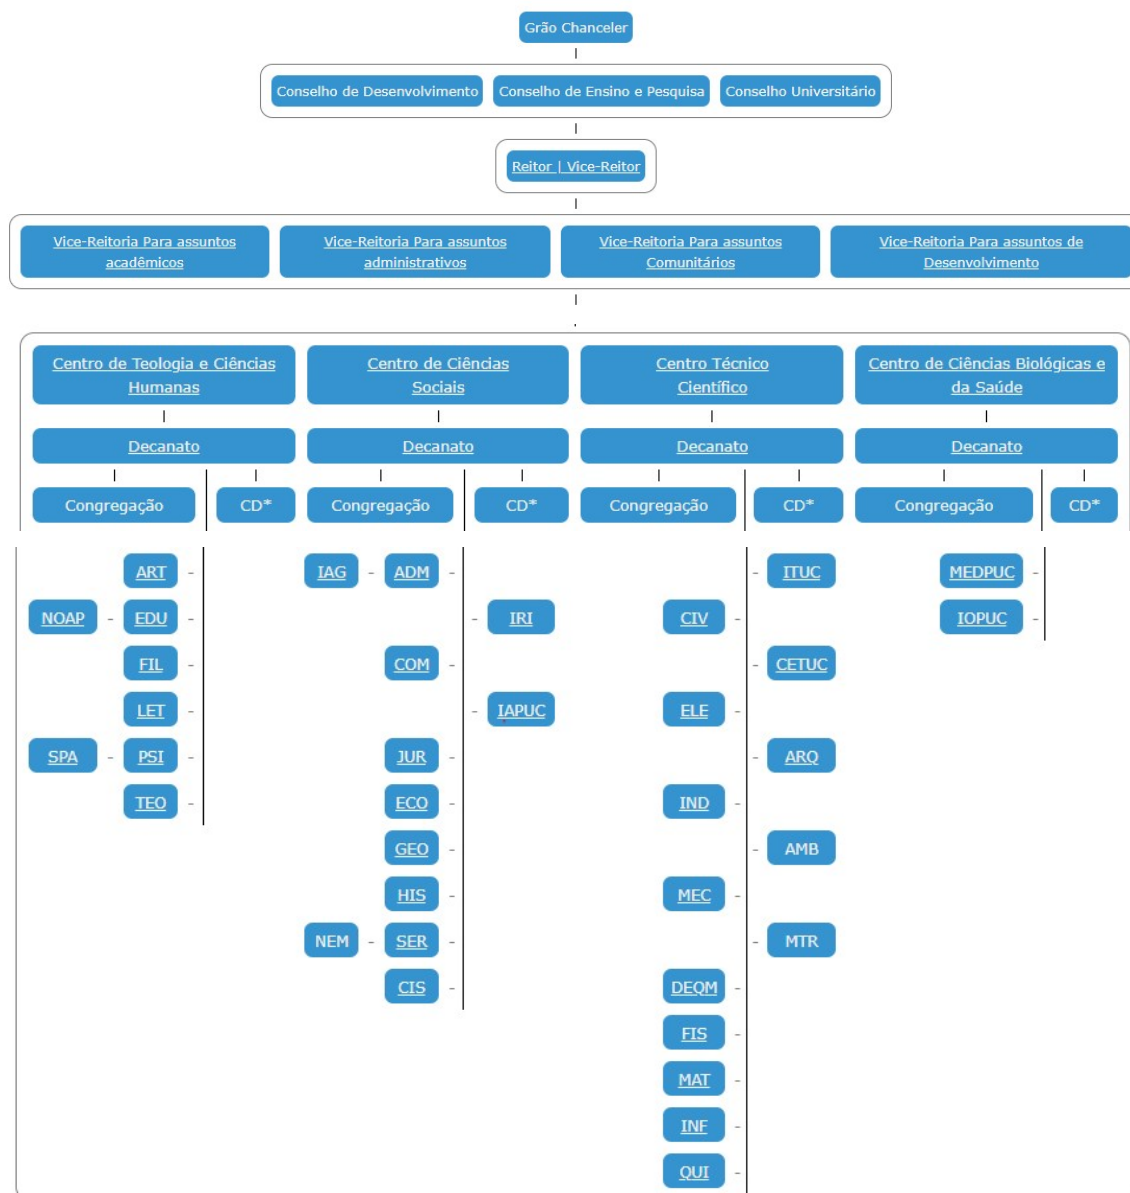 Grão Chanceler
Conselho de Desenvolvimento
Conselho de Ensino e Pesquisa
Conselho Universitário
Reitor | Vice-Reitor
Vice-Reitoria Para assuntos
acadêmicos
Vice-Reitoria Para assuntos
administrativos
Vice-Reitoria Para assuntos
Comunitários
Vice-Reitoria Para assuntos de
Desenvolvimento
Centro de Teologia e Ciências
Humanas
Centro de Ciências
Sociais
Centro Técnico
Científico
Centro de Ciências Biológicas e
da Saúde
Decanato
Decanato
Decanato
Decanato
Congregação
CD*
Congregação
CD*
Congregação
CD*
Congregação
CD*
ART
NOAP - EDU
FIL
LET
SPA - PSI
TEO
IAG - ADM
IRI
COM
IAPUC
JUR
ECO
GEO
HIS
NEM - SER
CIS
ITUC
CIV
CETUC
ELE
ARQ
IND
AMB
MEC
MTR
DEQM
FIS
MAT
INF
QUI
MEDPUC
IOPUC